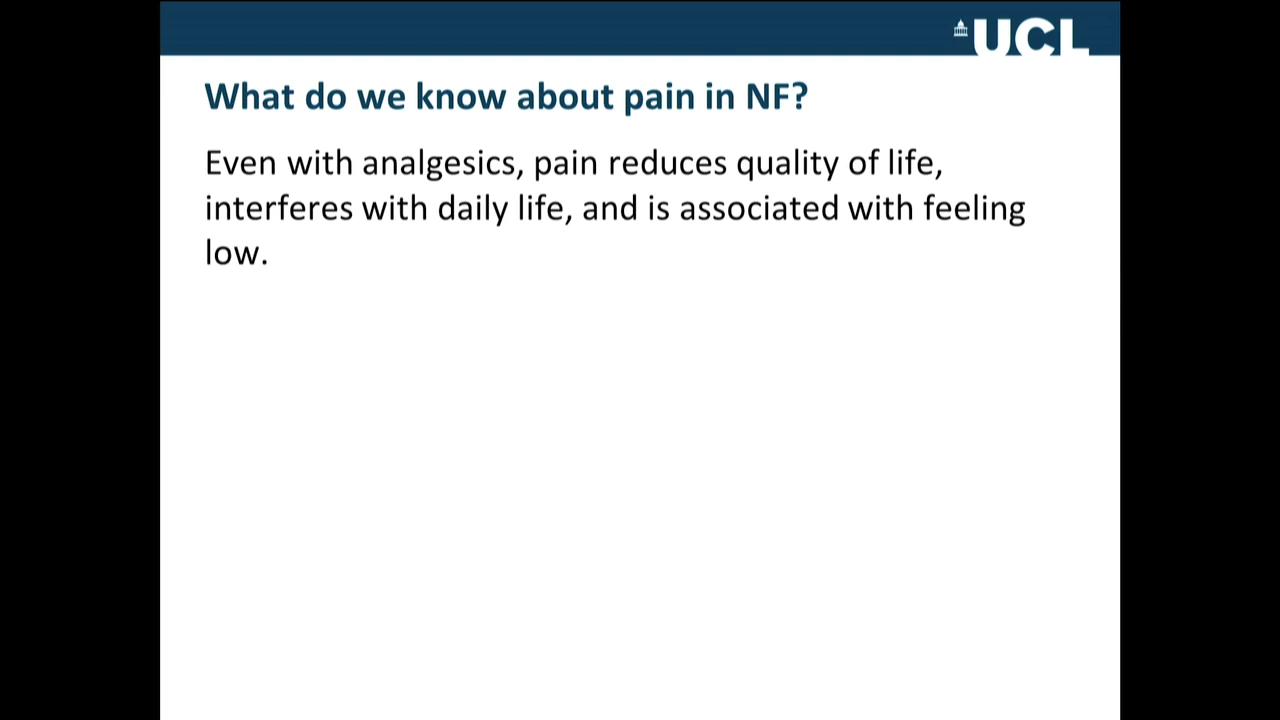 UCL
What do we know about pain in NF?
Even with analgesics, pain reduces quality of life,
interferes with daily life, and is associated with feeling
low.